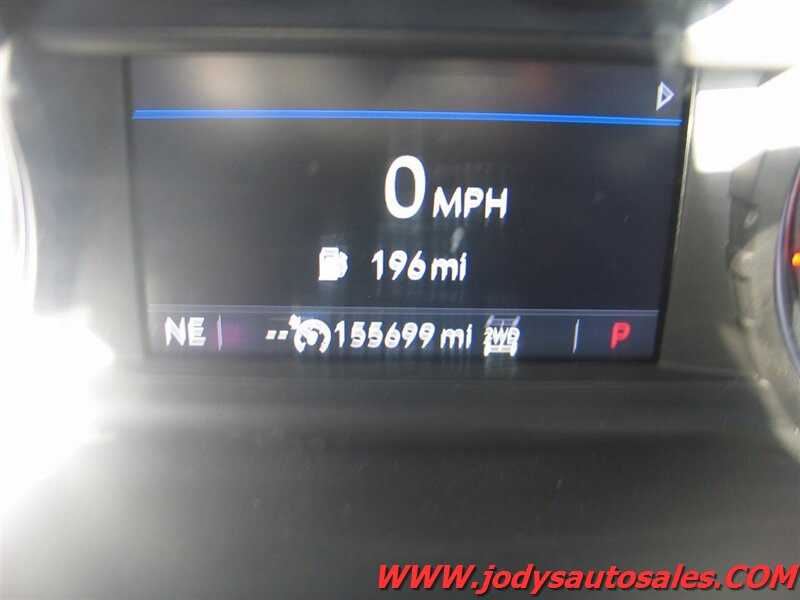 0 MPH
196 mi
NE -- 155699 mi 2WD P
WWW.jodysautosales.COM